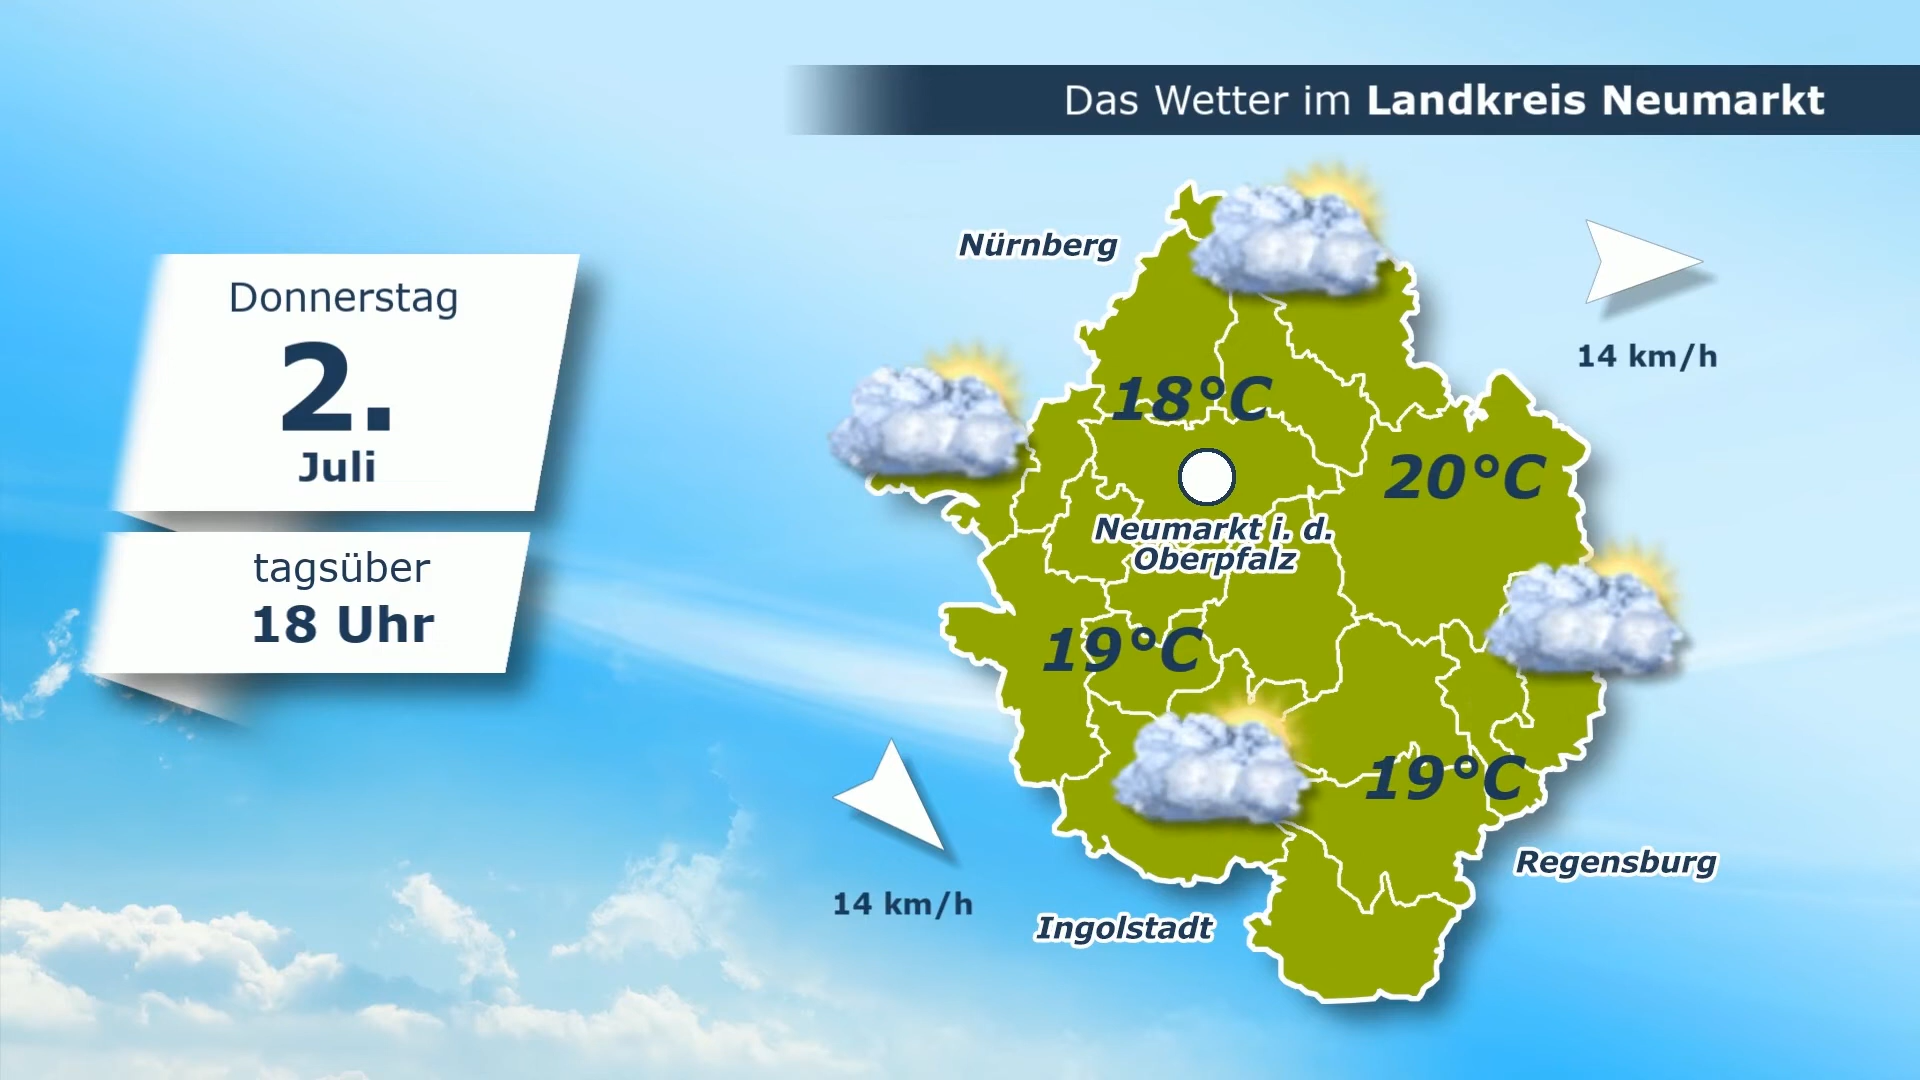 Das Wetter im Landkreis Neumarkt
Donnerstag
2.
Juli
tagsüber
18 Uhr
Nürnberg
14 km/h
18°C
20°C
Neumarkt i. d.
Oberpfalz
19°C
19°C
14 km/h
Regensburg
Ingolstadt